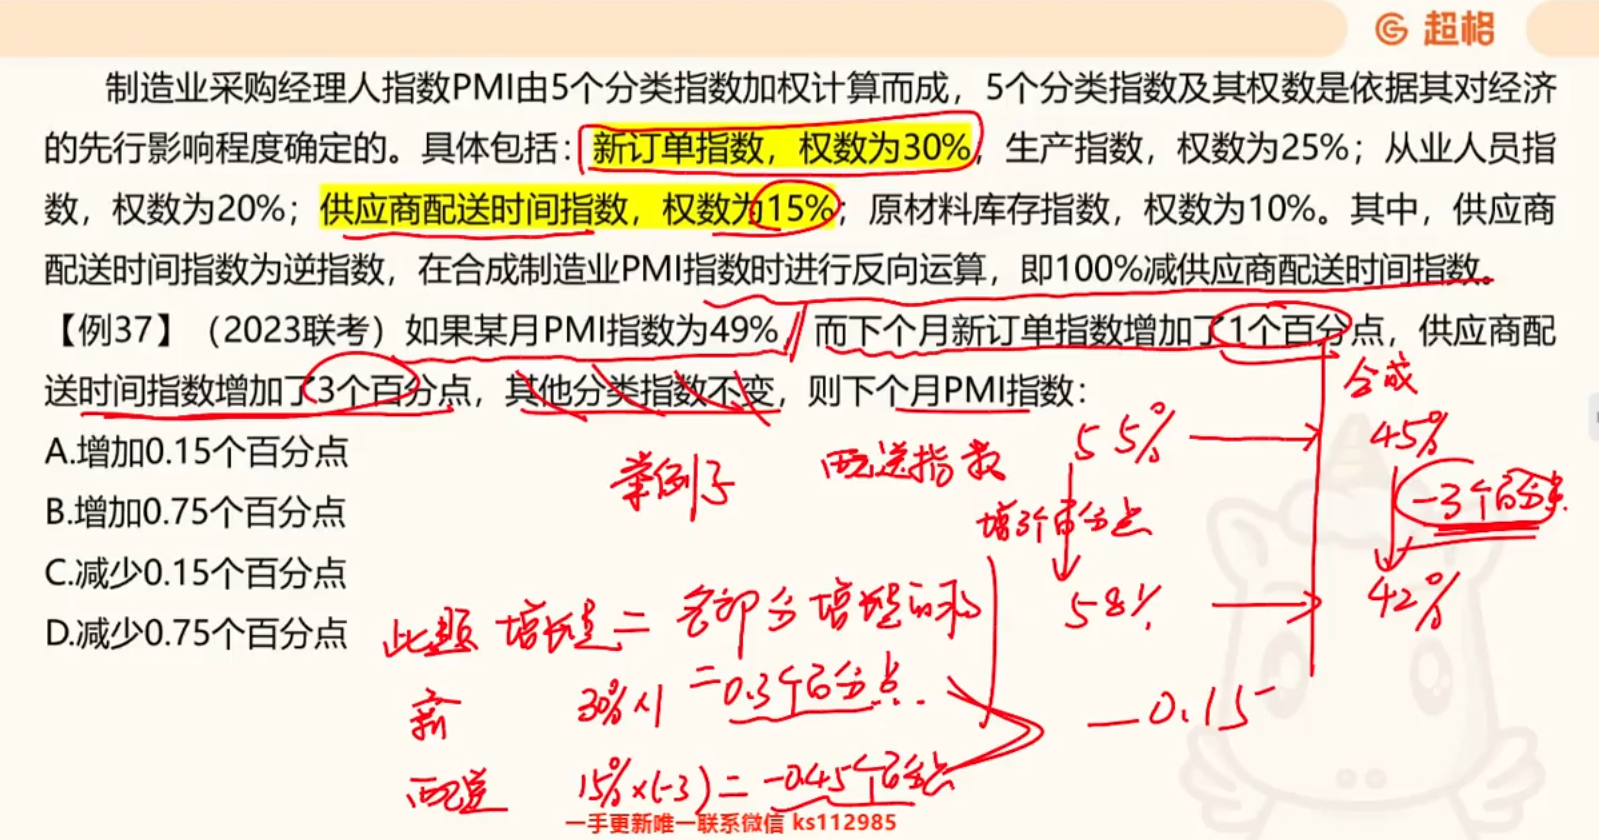 超格
制造业采购经理人指数PMI由5个分类指数加权计算而成，5个分类指数及其权数是依据其对经济
的先行影响程度确定的。具体包括：新订单指数，权数为30%，生产指数，权数为25%；从业人员指
数，权数为20%；供应商配送时间指数，权数为15%；原材料库存指数，权数为10%。其中，供应商
配送时间指数为逆指数，在合成制造业PMI指数时进行反向运算，即100%减供应商配送时间指数。
【例37】（2023联考）如果某月PMI指数为49%，而下个月新订单指数增加了1个百分点，供应商配
送时间指数增加了3个百分点，其他分类指数不变，则下个月PMI指数：
A.增加0.15个百分点
B.增加0.75个百分点
C.减少0.15个百分点
D.减少0.75个百分点
合成
举例子 配送指数 55% 45%
增3个百分点 -3个百分点
58% 42%
此题 增长量 = 各部分增长量的和
新 30%×1 =0.3个百分点
-0.15
配送 15%×(-3) = -0.45个百分点
一手更新唯一联系微信 ks112985